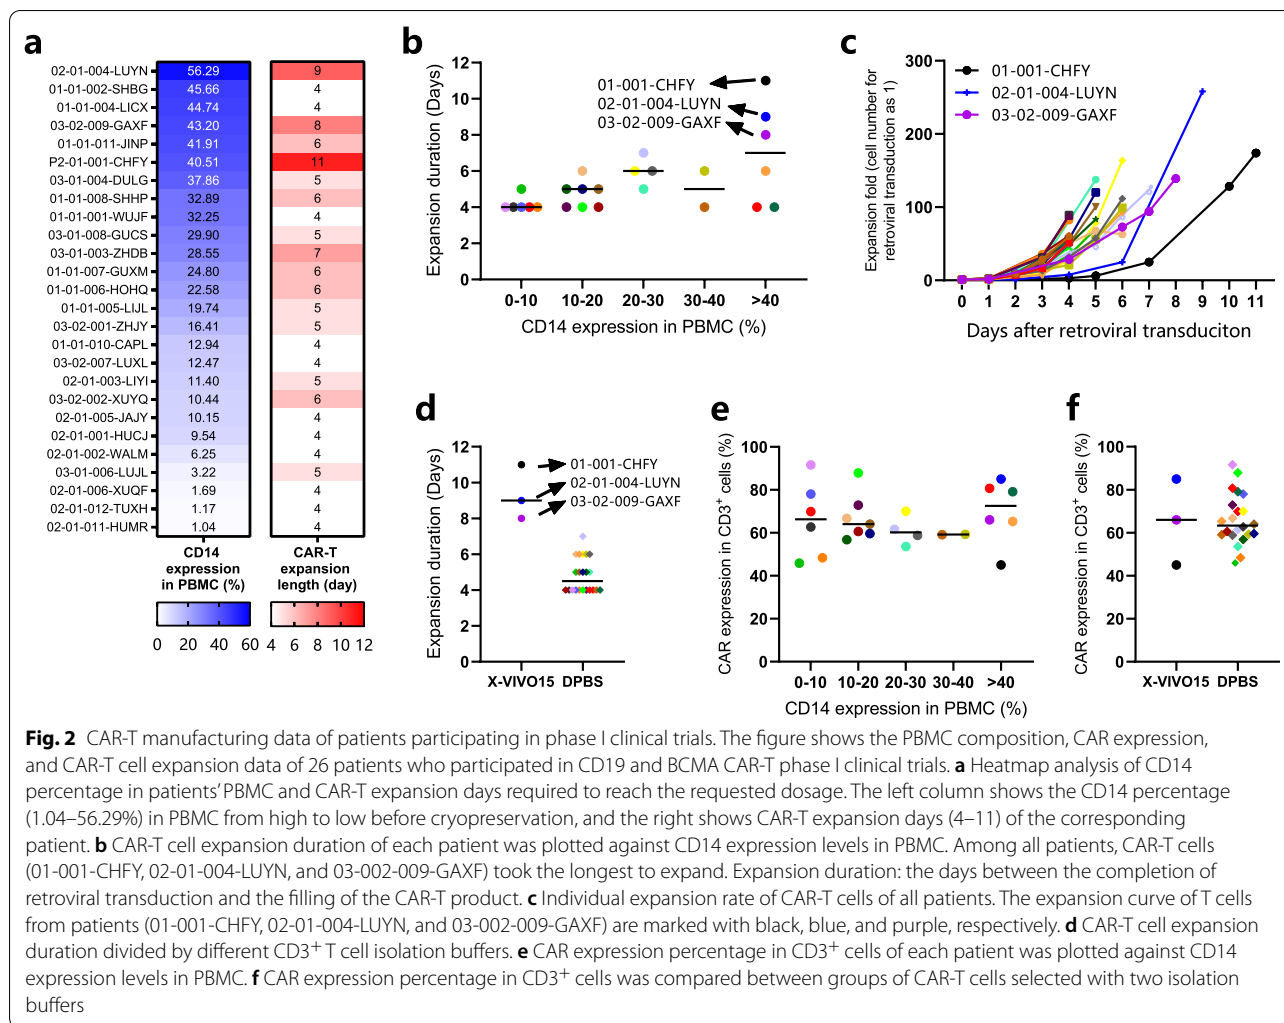 a
02-01-004-LUYN 56.29 9
01-01-002-SHBG 45.66 4
01-01-004-LICX 44.74 4
03-02-009-GAXF 43.20 8
01-01-011-JINP 41.91 6
P2-01-001-CHFY 40.51 11
03-01-004-DULG 37.86 5
01-01-008-SHHP 32.89 6
01-01-001-WUJF 32.25 4
03-01-008-GUCS 29.90 5
03-01-003-ZHDB 28.55 7
01-01-007-GUXM 24.80 6
01-01-006-HOHQ 22.58 6
01-01-005-LIJL 19.74 5
03-02-001-ZHJY 16.41 5
01-01-010-CAPL 12.94 4
03-02-007-LUXL 12.47 4
02-01-003-LIYI 11.40 5
03-02-002-XUYQ 10.44 6
02-01-005-JAJY 10.15 4
02-01-001-HUCJ 9.54 4
02-01-002-WALM 6.25 4
03-01-006-LUJL 3.22 5
02-01-006-XUQF 1.69 4
02-01-012-TUXH 1.17 4
02-01-011-HUMR 1.04 4
CD14 expression in PBMC (%)
CAR-T expansion length (day)
0 20 40 60
4 6 8 10 12
b
Expansion duration (Days)
12
10
8
6
4
2
0
01-001-CHFY
02-01-004-LUYN
03-02-009-GAXF
0-10 10-20 20-30 30-40 >40
CD14 expression in PBMC (%)
c
Expansion fold (cell number for
retroviral transduction as 1)
300
200
100
0
01-001-CHFY
02-01-004-LUYN
03-02-009-GAXF
0 1 2 3 4 5 6 7 8 9 10 11
Days after retroviral transduciton
d
Expansion duration (Days)
12
10
8
6
4
2
0
01-001-CHFY
02-01-004-LUYN
03-02-009-GAXF
X-VIVO15 DPBS
e
CAR expression in CD3+ cells (%)
100
80
60
40
20
0
0-10 10-20 20-30 30-40 >40
CD14 expression in PBMC (%)
f
CAR expression in CD3+ cells (%)
100
80
60
40
20
0
X-VIVO15 DPBS
Fig. 2 CAR-T manufacturing data of patients participating in phase I clinical trials. The figure shows the PBMC composition, CAR expression,
and CAR-T cell expansion data of 26 patients who participated in CD19 and BCMA CAR-T phase I clinical trials. a Heatmap analysis of CD14
percentage in patients' PBMC and CAR-T expansion days required to reach the requested dosage. The left column shows the CD14 percentage
(1.04–56.29%) in PBMC from high to low before cryopreservation, and the right shows CAR-T expansion days (4–11) of the corresponding
patient. b CAR-T cell expansion duration of each patient was plotted against CD14 expression levels in PBMC. Among all patients, CAR-T cells
(01-001-CHFY, 02-01-004-LUYN, and 03-002-009-GAXF) took the longest to expand. Expansion duration: the days between the completion of
retroviral transduction and the filling of the CAR-T product. c Individual expansion rate of CAR-T cells of all patients. The expansion curve of T cells
from patients (01-001-CHFY, 02-01-004-LUYN, and 03-002-009-GAXF) are marked with black, blue, and purple, respectively. d CAR-T cell expansion
duration divided by different CD3+ T cell isolation buffers. e CAR expression percentage in CD3+ cells of each patient was plotted against CD14
expression levels in PBMC. f CAR expression percentage in CD3+ cells was compared between groups of CAR-T cells selected with two isolation
buffers